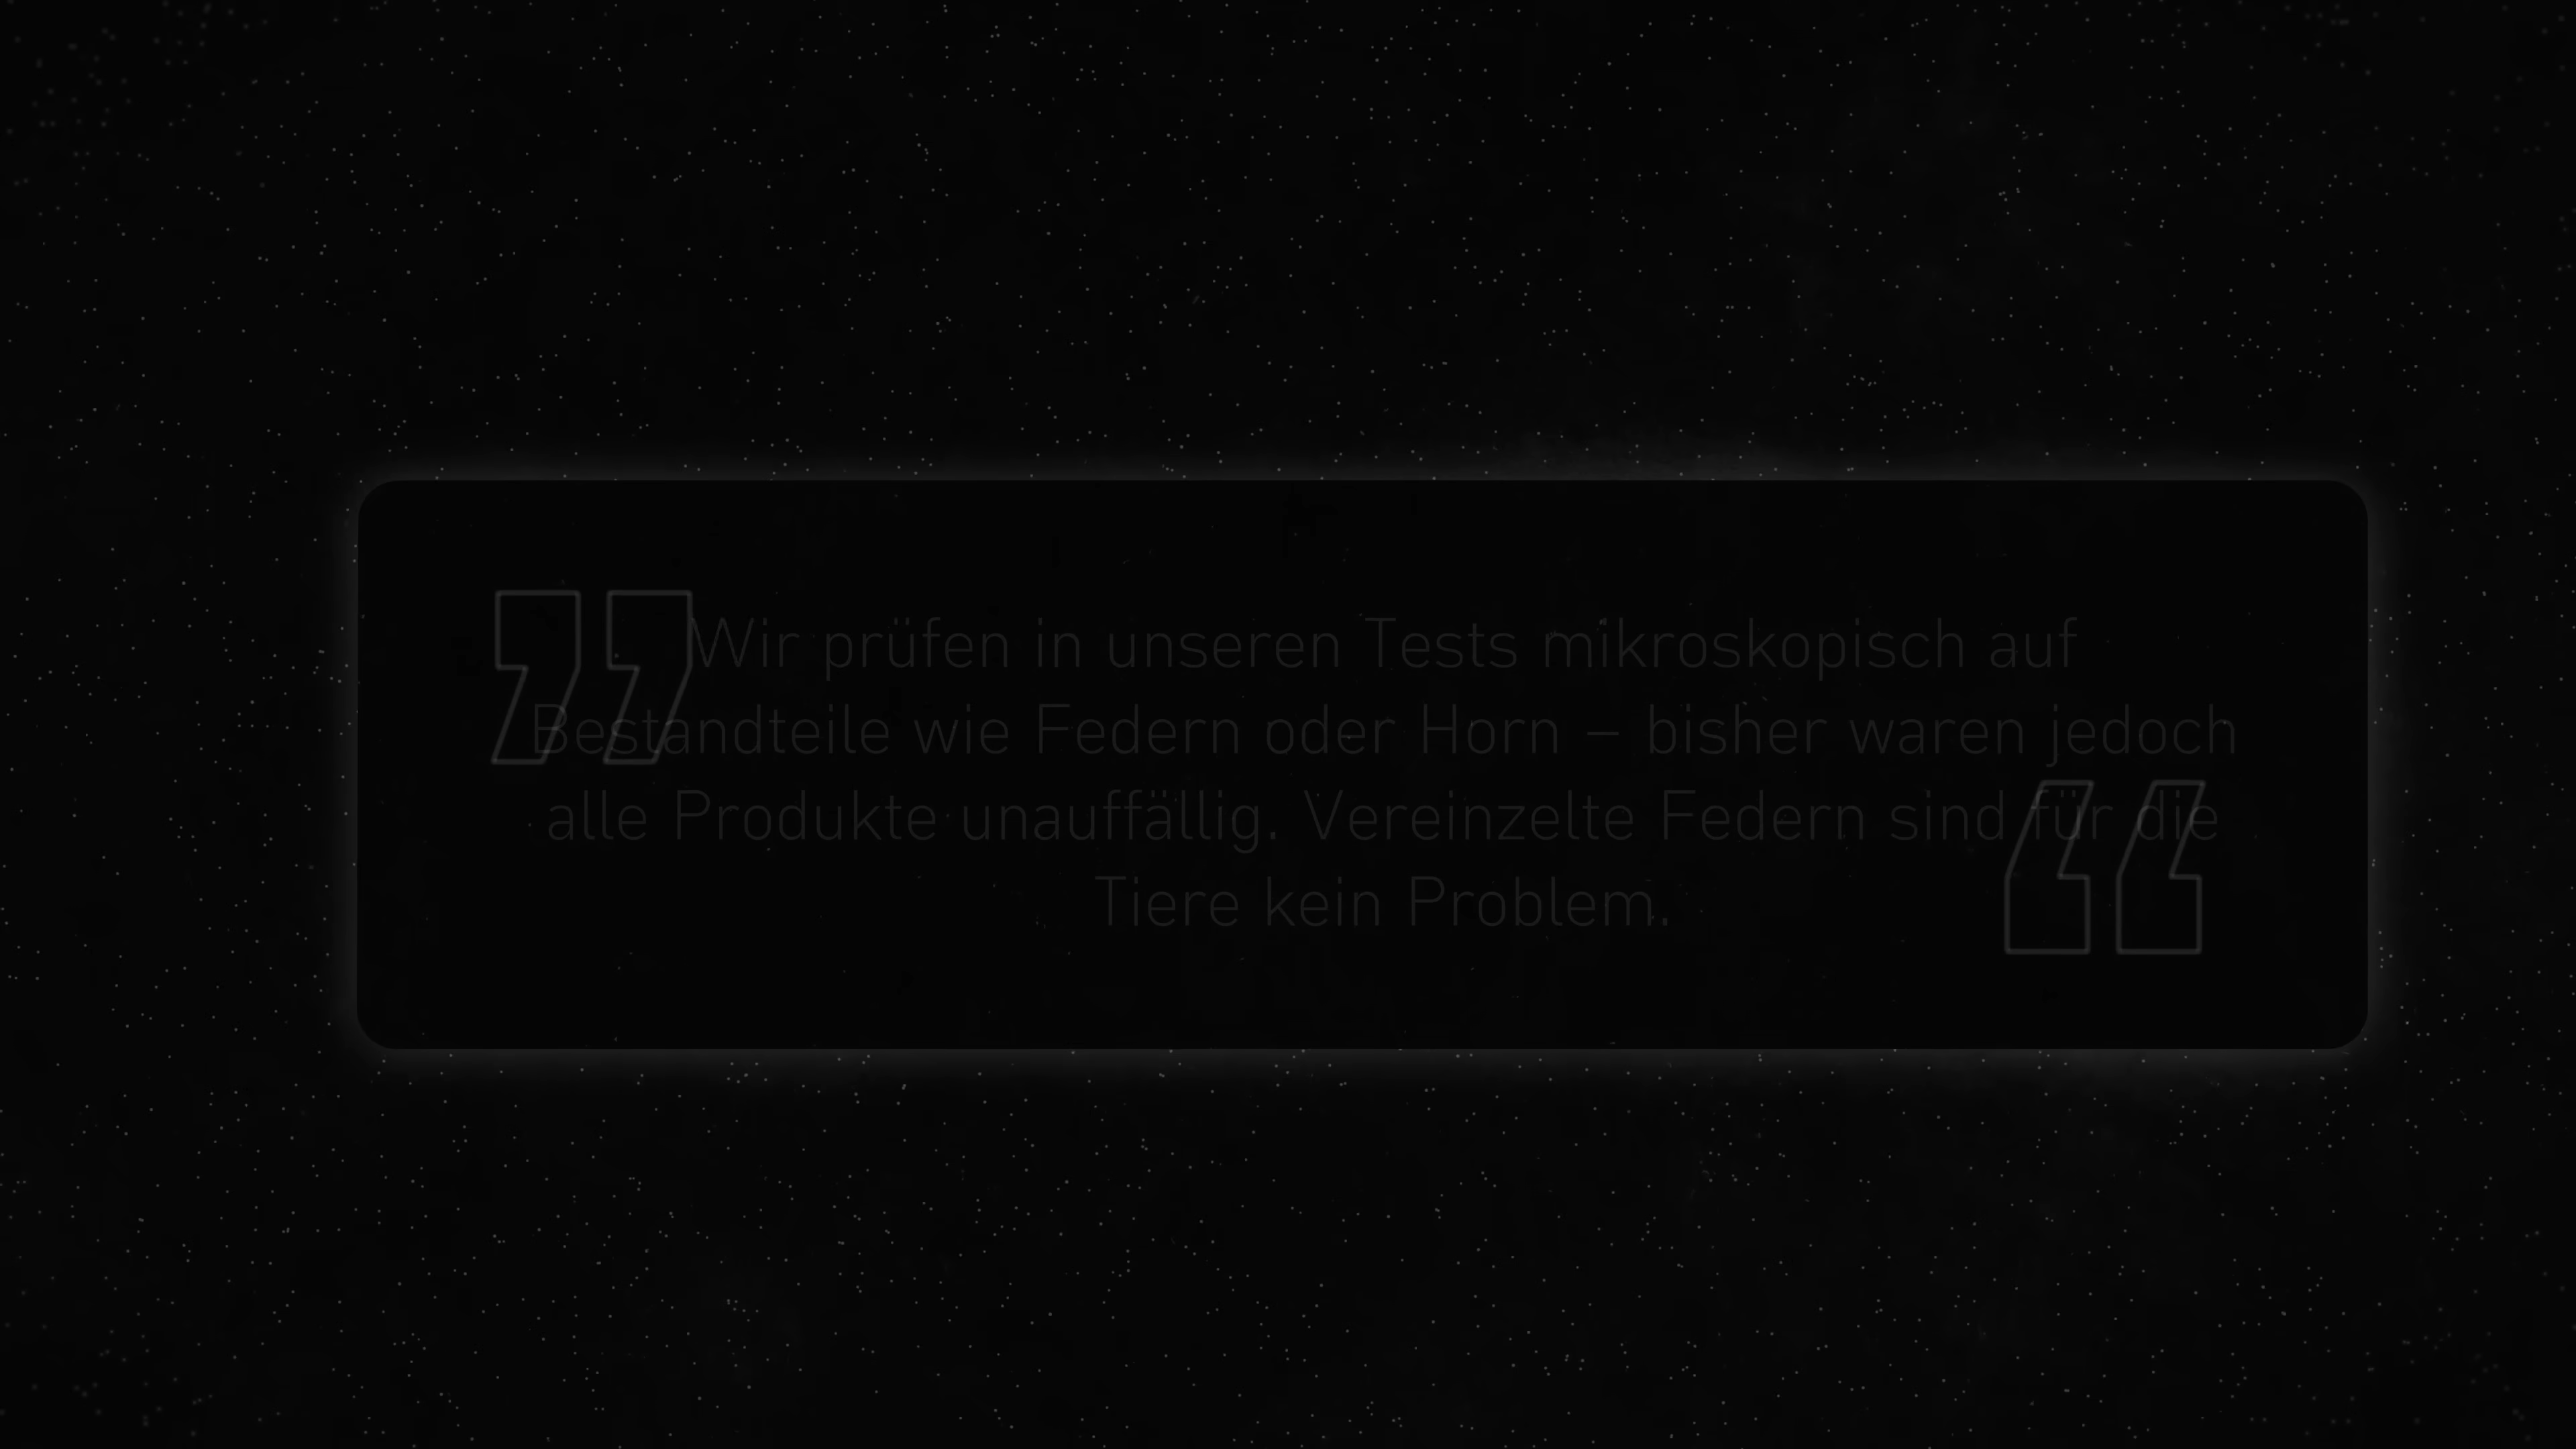 Wir prüfen in unseren Tests mikroskopisch auf
Bestandteile wie Federn oder Horn – bisher waren jedoch
alle Produkte unauffällig. Vereinzelte Federn sind für die
Tiere kein Problem.